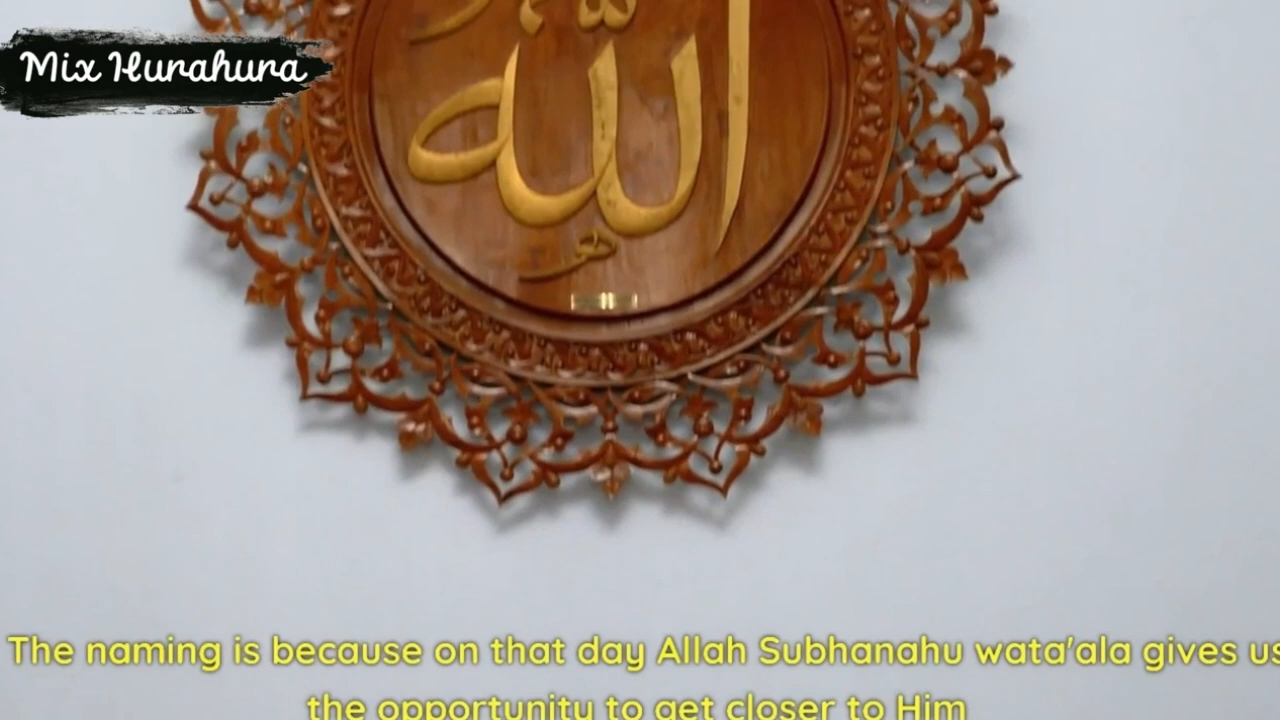 Mix Hurahura
الله
The naming is because on that day Allah Subhanahu wata'ala gives us
the opportunity to get closer to Him